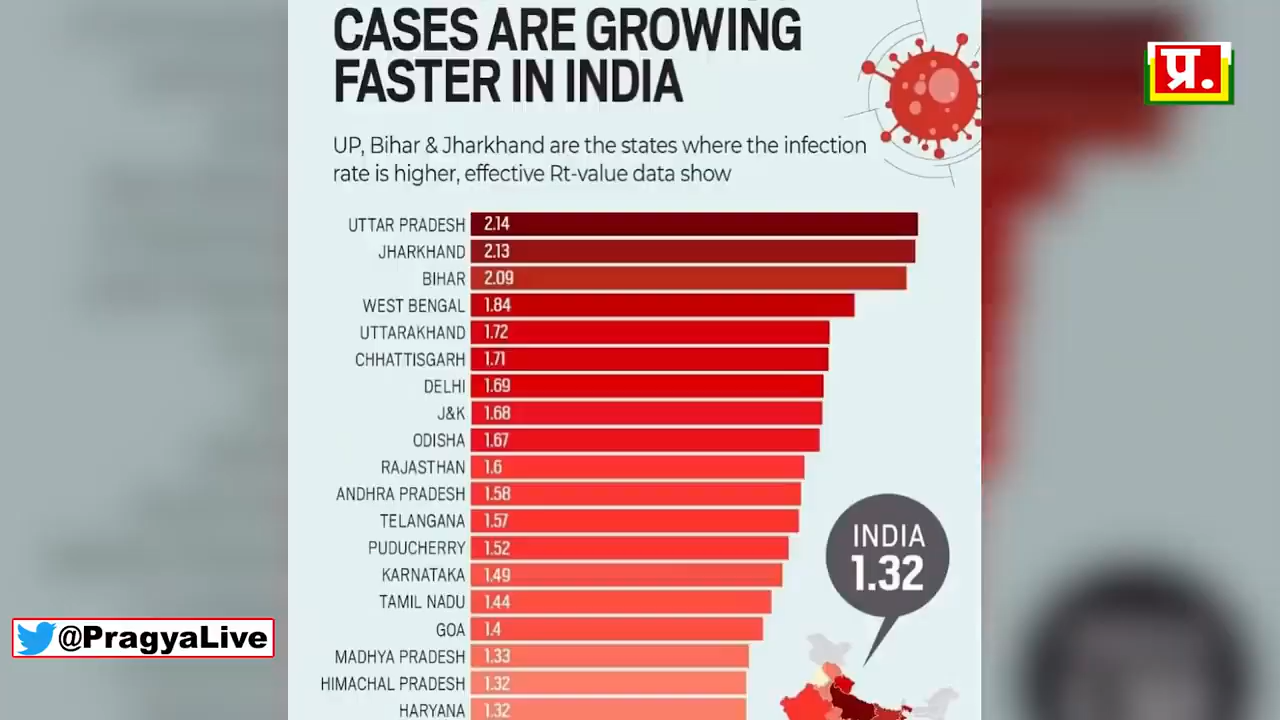 CASES ARE GROWING
FASTER IN INDIA
प्र.
UP, Bihar & Jharkhand are the states where the infection
rate is higher, effective Rt-value data show
UTTAR PRADESH 2.14
JHARKHAND 2.13
BIHAR 2.09
WEST BENGAL 1.84
UTTARAKHAND 1.72
CHHATTISGARH 1.71
DELHI 1.69
J&K 1.68
ODISHA 1.67
RAJASTHAN 1.6
ANDHRA PRADESH 1.58
TELANGANA 1.57
PUDUCHERRY 1.52
KARNATAKA 1.49
TAMIL NADU 1.44
GOA 1.4
MADHYA PRADESH 1.33
HIMACHAL PRADESH 1.32
HARYANA 1.32
INDIA
1.32
@PragyaLive